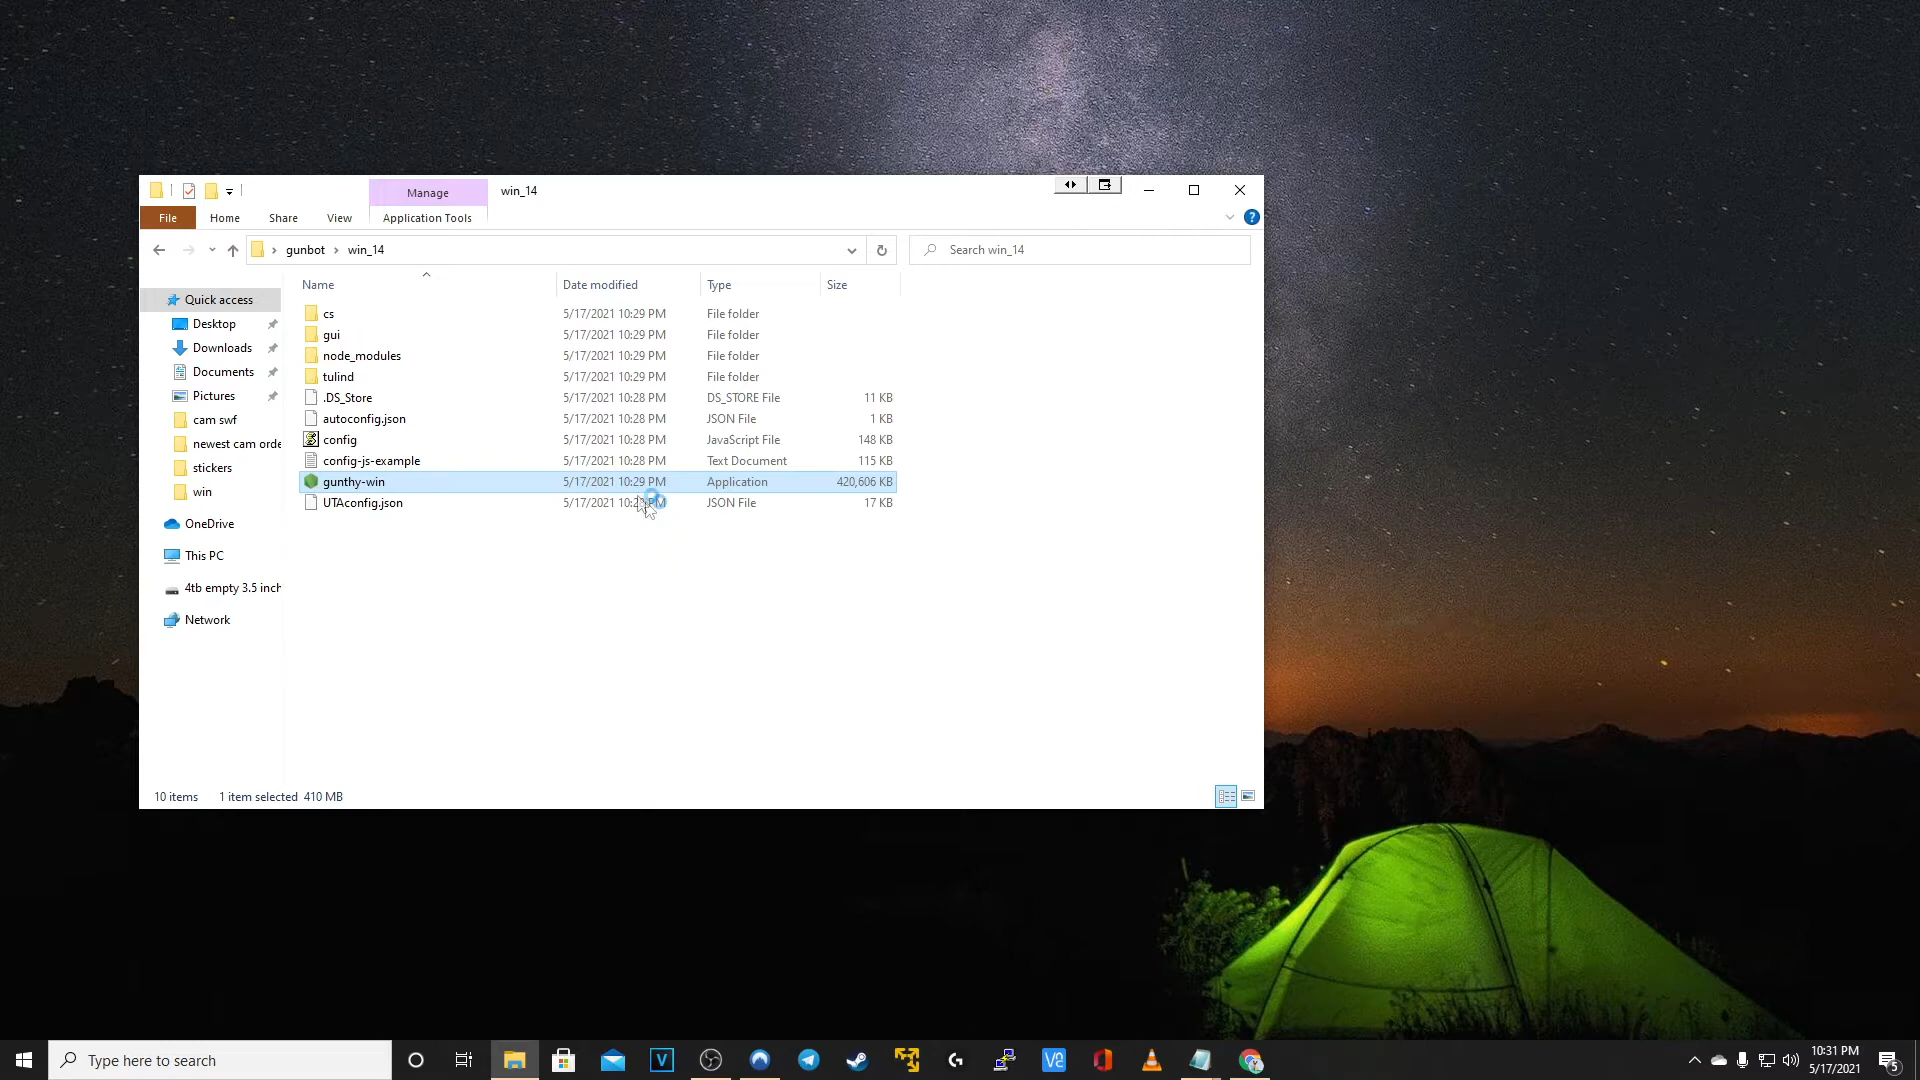 Manage
win_14
File
Home
Share
View
Application Tools
gunbot
win_14
Search win_14
Name
Date modified
Type
Size
Quick access
Desktop
Downloads
Documents
Pictures
cam swf
newest cam orde
stickers
win
OneDrive
This PC
4tb empty 3.5 inch
Network
cs 5/17/2021 10:29 PM File folder
gui 5/17/2021 10:29 PM File folder
node_modules 5/17/2021 10:29 PM File folder
tulind 5/17/2021 10:29 PM File folder
.DS_Store 5/17/2021 10:28 PM DS_STORE File 11 KB
autoconfig.json 5/17/2021 10:28 PM JSON File 1 KB
config 5/17/2021 10:28 PM JavaScript File 148 KB
config-js-example 5/17/2021 10:28 PM Text Document 115 KB
gunthy-win 5/17/2021 10:29 PM Application 420,606 KB
UTAconfig.json 5/17/2021 JSON File 17 KB
10 items 1 item selected 410 MB
Type here to search
10:31 PM
5/17/2021
5